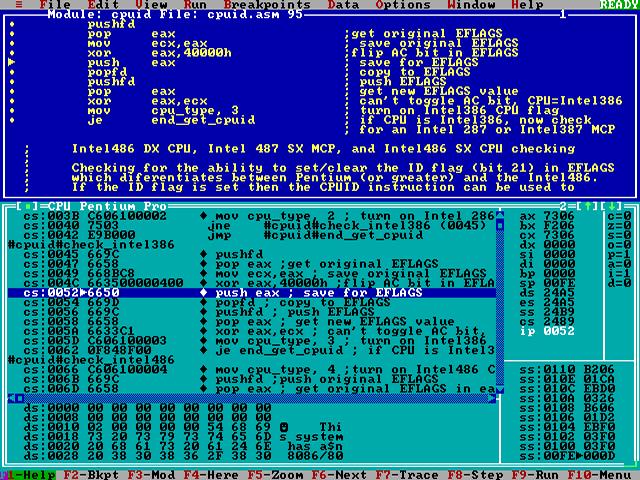 ≡ File Edit View Run Breakpoints Data Options Window Help READY
Module: cpuid File: cpuid.asm 95 1
pushfd
pop eax ;get original EFLAGS
mov ecx,eax ; save original EFLAGS
xor eax,40000h ;flip AC bit in EFLAGS
push eax ; save for EFLAGS
popfd ; copy to EFLAGS
pushfd ; push EFLAGS
pop eax ; get new EFLAGS value
xor eax,ecx ; can't toggle AC bit, CPU=Intel386
mov cpu_type, 3 ; turn on Intel386 CPU flag
je end_get_cpuid ; if CPU is Intel386, now check
; for an Intel 287 or Intel387 MCP
; Intel486 DX CPU, Intel 487 SX MCP, and Intel486 SX CPU checking
;
; Checking for the ability to set/clear the ID flag (bit 21) in EFLAGS
; which diferentates between Pentium (or greater) and the Intel486.
; If the ID flag is set then the CPUID instruction can be used to
CPU Pentium Pro 2
cs:003B C606100002 mov cpu_type, 2 ; turn on Intel 286
cs:0040 7503 jne #cpuid#check_intel386 (0045)
cs:0042 E9B000 jmp #cpuid#end_get_cpuid
#cpuid#check_intel386
cs:0045 669C pushfd
cs:0047 6658 pop eax ;get original EFLAGS
cs:0049 668BC8 mov ecx,eax ; save original EFLAGS
cs:004C 663500000400 xor eax,40000h ;flip AC bit in EFLA
cs:0052 6650 push eax ; save for EFLAGS
cs:0054 669D popfd ; copy to EFLAGS
cs:0056 669C pushfd ; push EFLAGS
cs:0058 6658 pop eax ; get new EFLAGS value
cs:005A 6633C1 xor eax,ecx ; can't toggle AC bit,
cs:005D C606100003 mov cpu_type, 3 ; turn on Intel386
cs:0062 0F848F00 je end_get_cpuid ; if CPU is Intel3
#cpuid#check_intel486
cs:0066 C606100004 mov cpu_type, 4 ;turn on Intel486 C
cs:006B 669C pushfd ;push original EFLAGS
cs:006D 6658 pop eax ;get original EFLAGS in ea
ax 7306 c=0
bx F206 z=0
cx 7306 s=0
dx 0000 o=0
si 0000 p=1
di 0000 a=0
bp 0000 i=1
sp 00FE d=0
ds 24A5
es 24A5
ss 24B9
cs 2489
ip 0052
ds:0000 00 00 00 00 00 00 00 00
ds:0008 00 00 00 00 00 00 00 00
ds:0010 02 00 00 00 00 54 68 69 Thi
ds:0018 73 20 73 79 73 74 65 6D s system
ds:0020 20 68 61 73 20 61 24 6E has a$n
ds:0028 20 38 30 38 36 2F 38 30 8086/80
ss:0110 B206
ss:010E 01CA
ss:010C EBD0
ss:010A 0326
ss:0108 B606
ss:0106 01D2
ss:0104 EBF0
ss:0102 03F0
ss:0100 03F0
ss:00FE 000D
F1-Help F2-Bkpt F3-Mod F4-Here F5-Zoom F6-Next F7-Trace F8-Step F9-Run F10-Menu